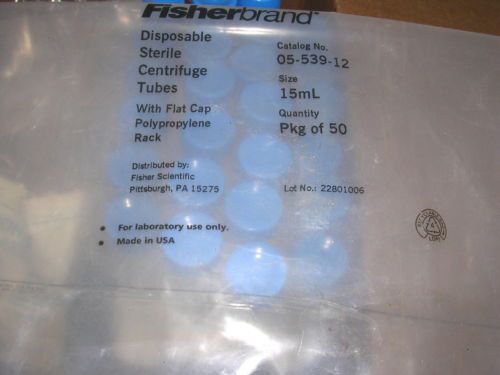 Fisherbrand
Disposable
Sterile
Centrifuge
Tubes
With Flat Cap
Polypropylene
Rack
Catalog No.
05-539-12
Size
15mL
Quantity
Pkg of 50
Distributed by:
Fisher Scientific
Pittsburgh, PA 15275
Lot No.: 22801006
• For laboratory use only.
• Made in USA